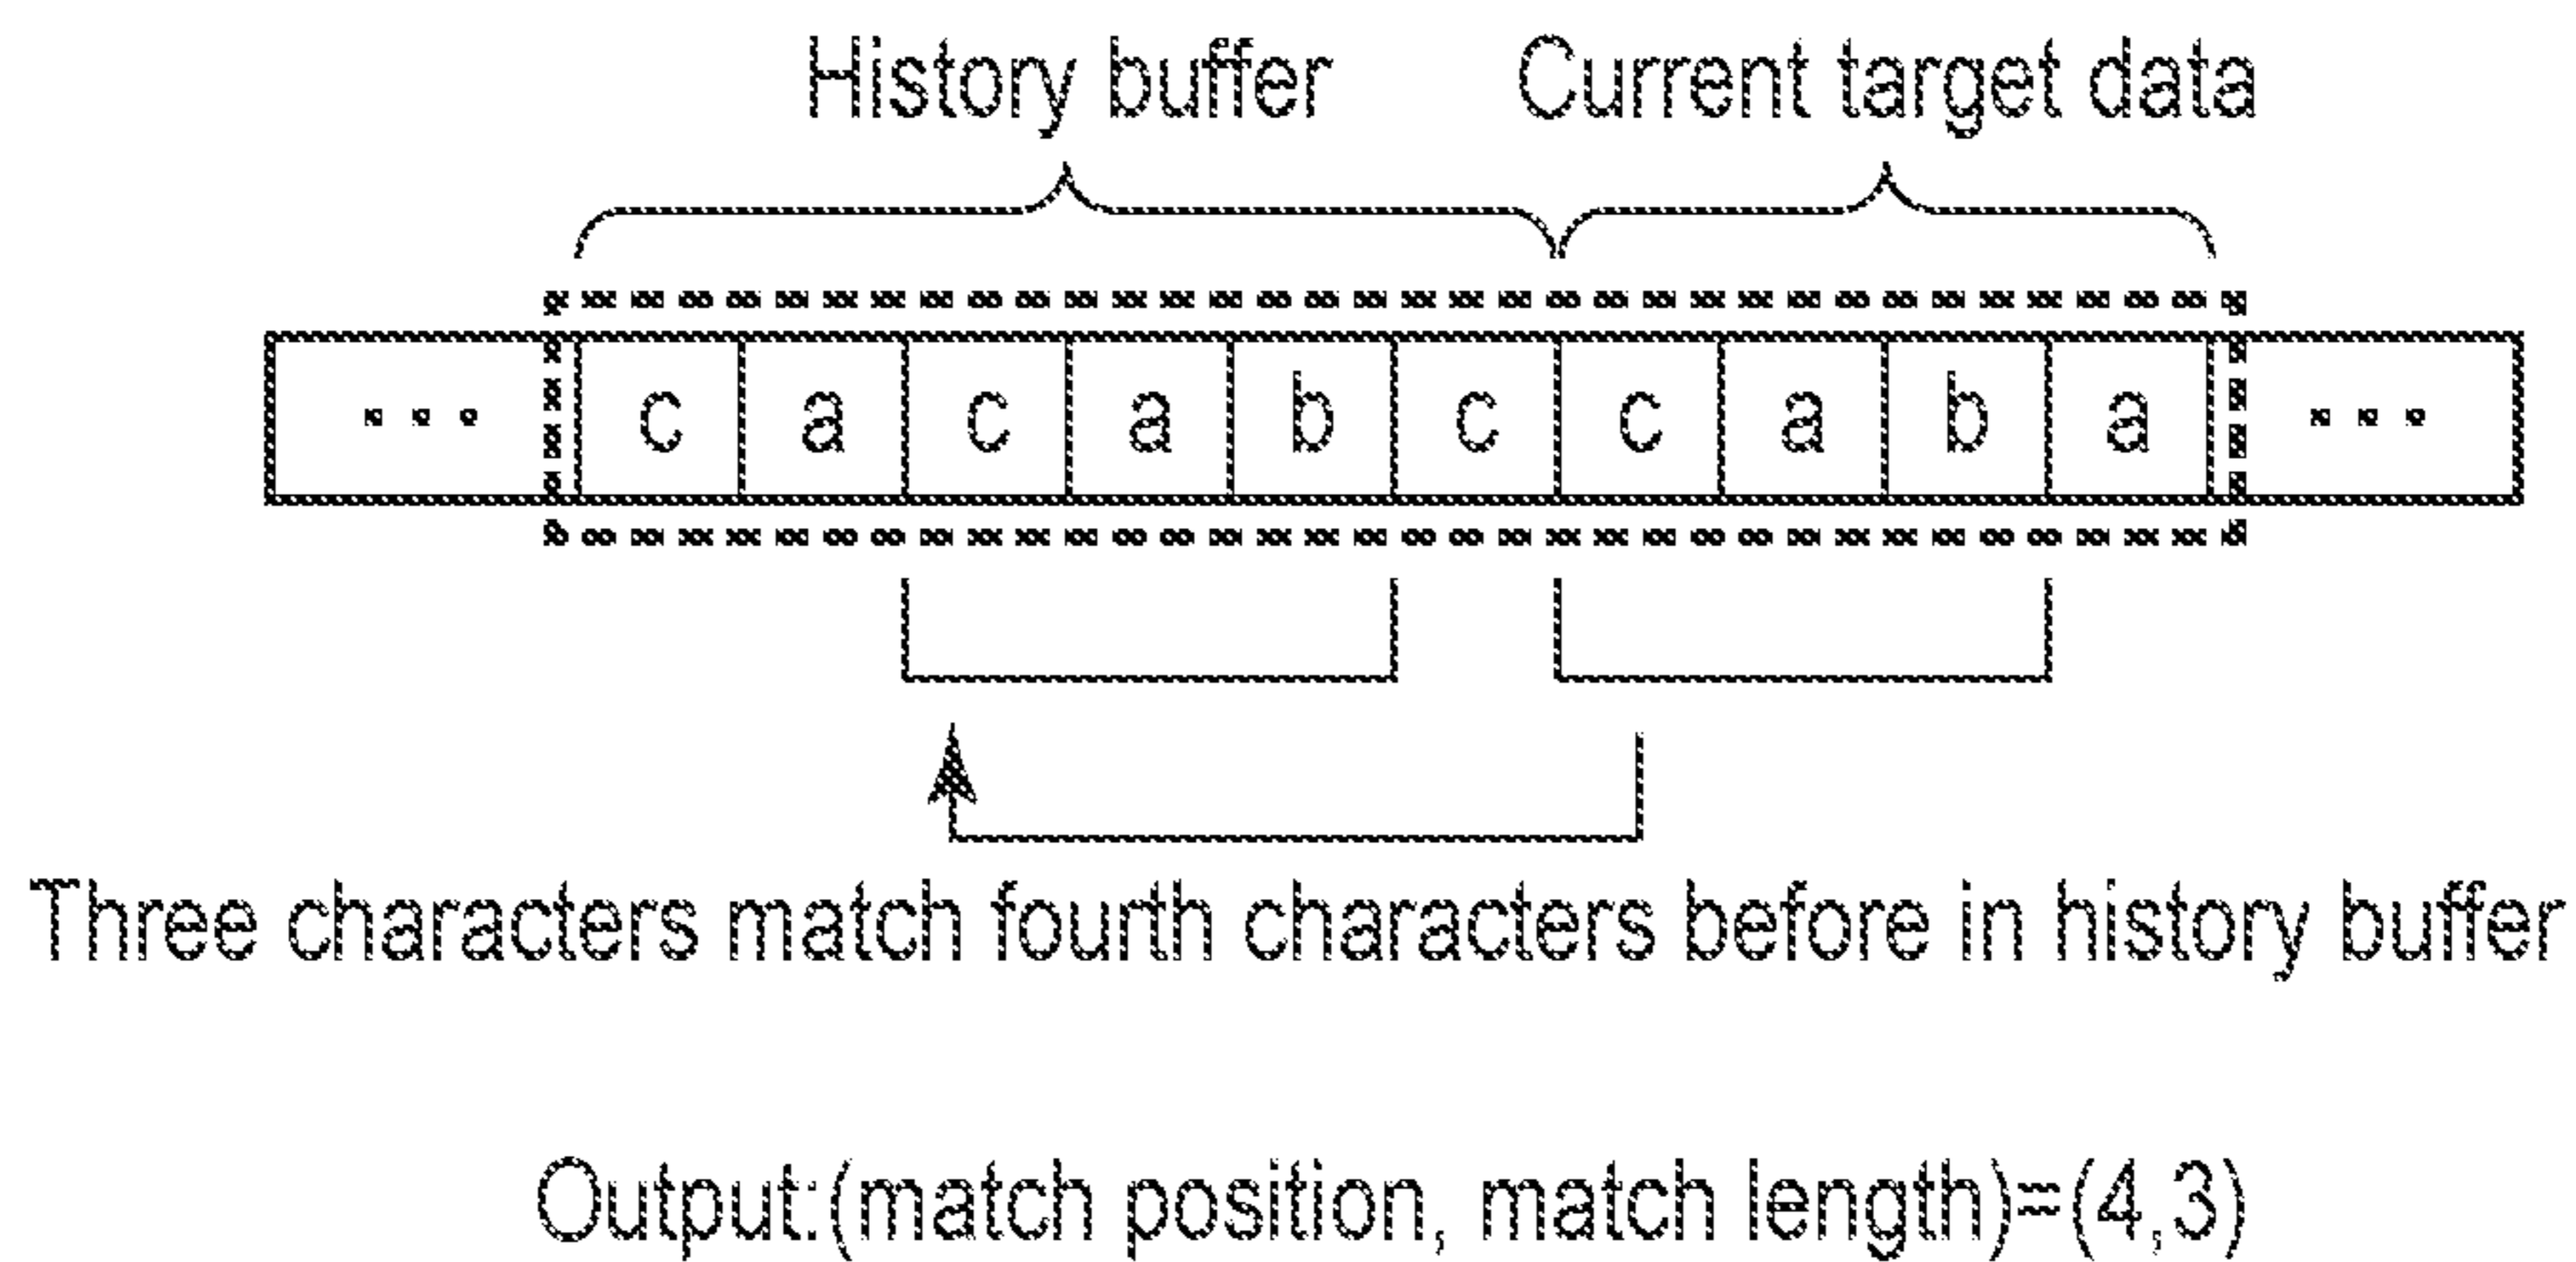 History buffer Current target data
... c a c a b c c a b a ...
Three characters match fourth characters before in history buffer
Output:(match position, match length)=(4,3)